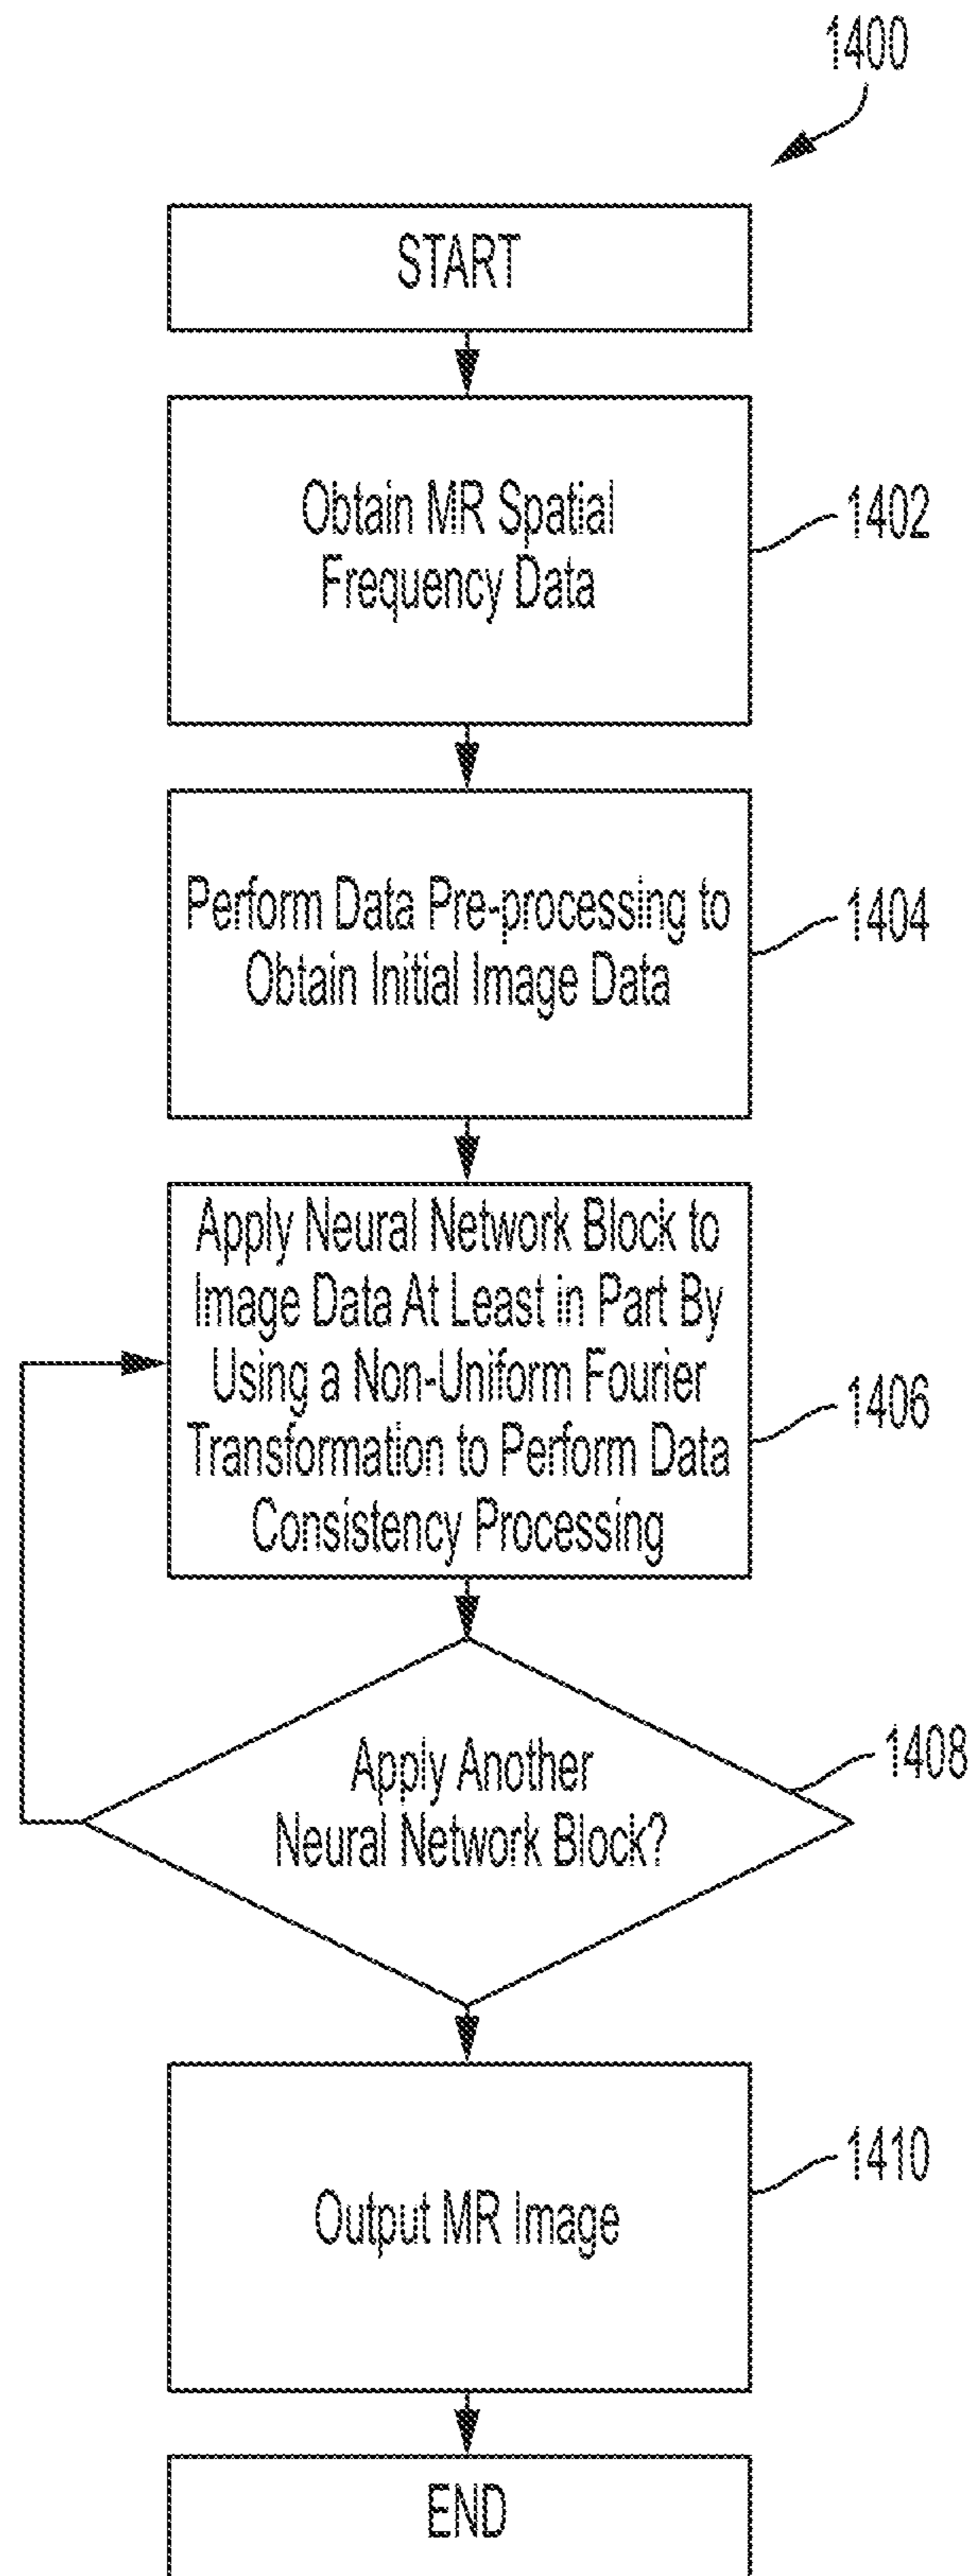 1400
START
Obtain MR Spatial
Frequency Data
1402
Perform Data Pre-processing to
Obtain Initial Image Data
1404
Apply Neural Network Block to
Image Data At Least in Part By
Using a Non-Uniform Fourier
Transformation to Perform Data
Consistency Processing
1406
Apply Another
Neural Network Block?
1408
Output MR Image
1410
END